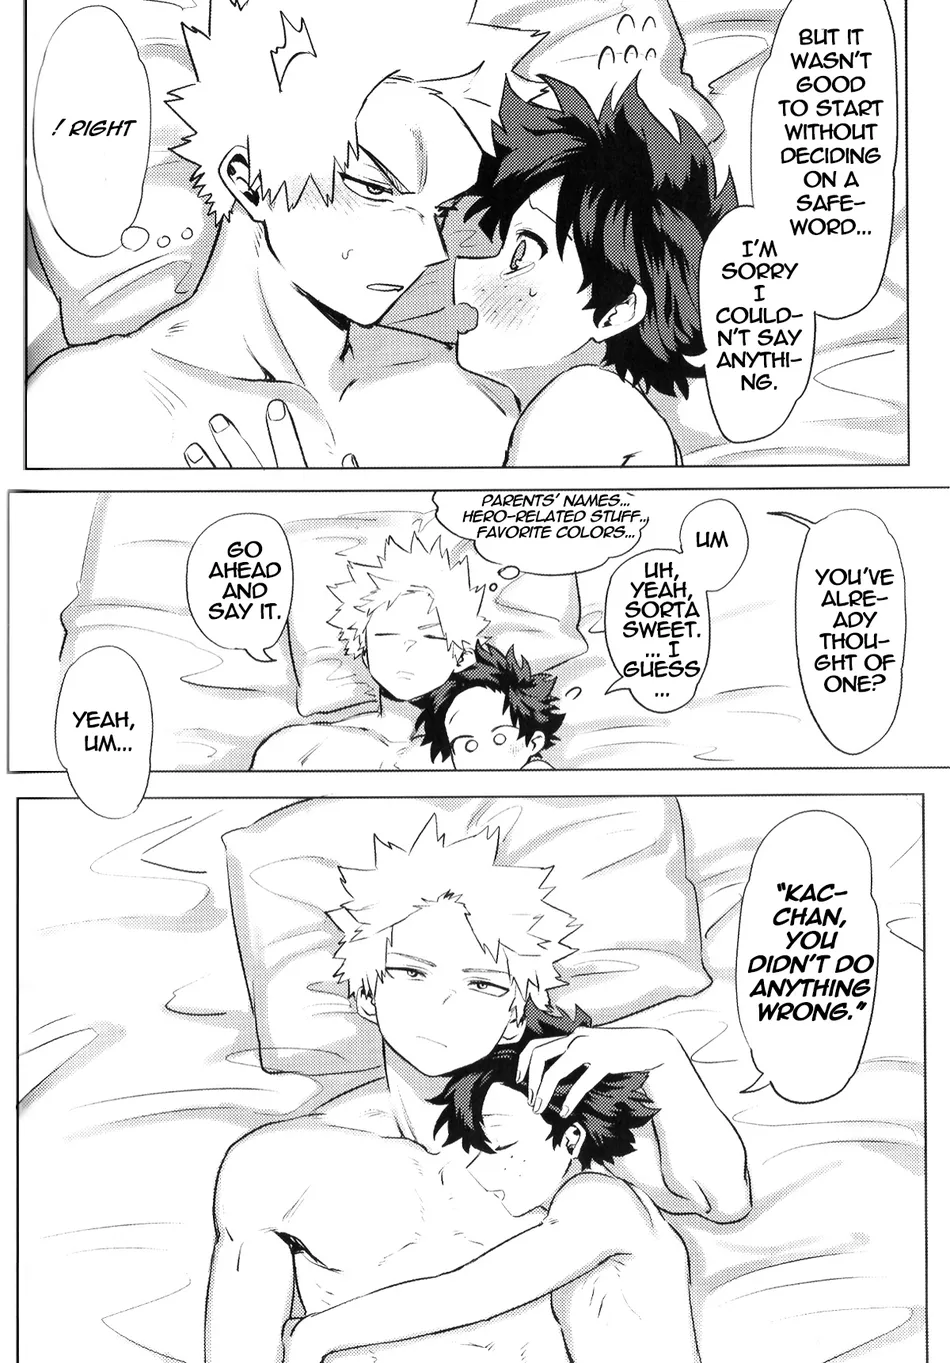 BUT IT
WASN'T
GOOD
TO START
WITHOUT
DECIDING
ON A
SAFE-
WORD...
I'M
SORRY
I
COULD-
N'T SAY
ANYTHI-
NG.
! RIGHT
YOU'VE
ALRE-
ADY
THOU-
GHT OF
ONE?
UM
UH,
YEAH,
SORTA
SWEET.
... I
GUESS
...
PARENTS' NAMES...
HERO-RELATED STUFF..
FAVORITE COLORS...
GO
AHEAD
AND
SAY IT.
YEAH,
UM...
"KAC-
CHAN,
YOU
DIDN'T DO
ANYTHING
WRONG."